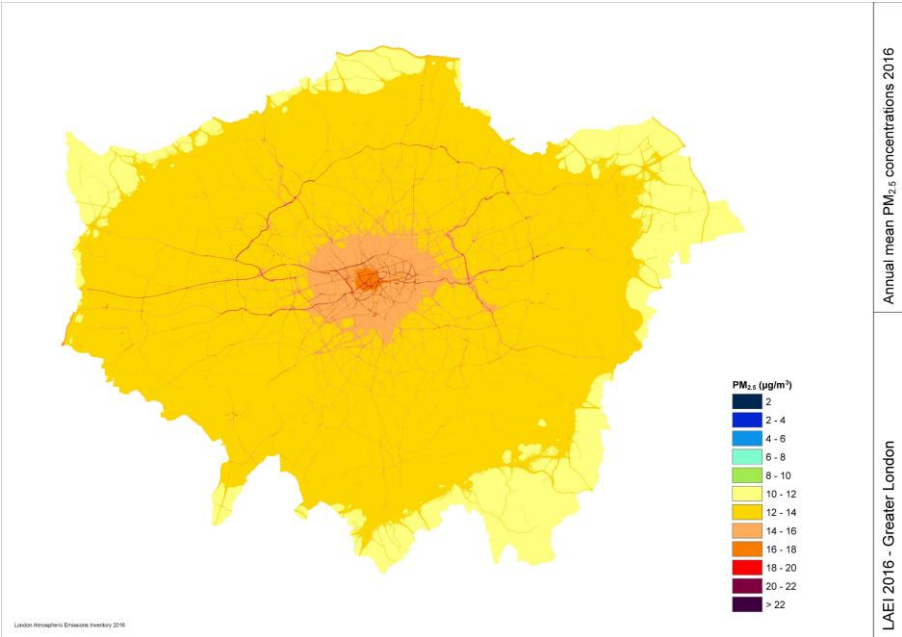 Annual mean PM2.5 concentrations 2016
LAEI 2016 - Greater London
PM2.5 (µg/m³)
2
2 - 4
4 - 6
6 - 8
8 - 10
10 - 12
12 - 14
14 - 16
16 - 18
18 - 20
20 - 22
> 22
London Atmospheric Emissions Inventory 2016